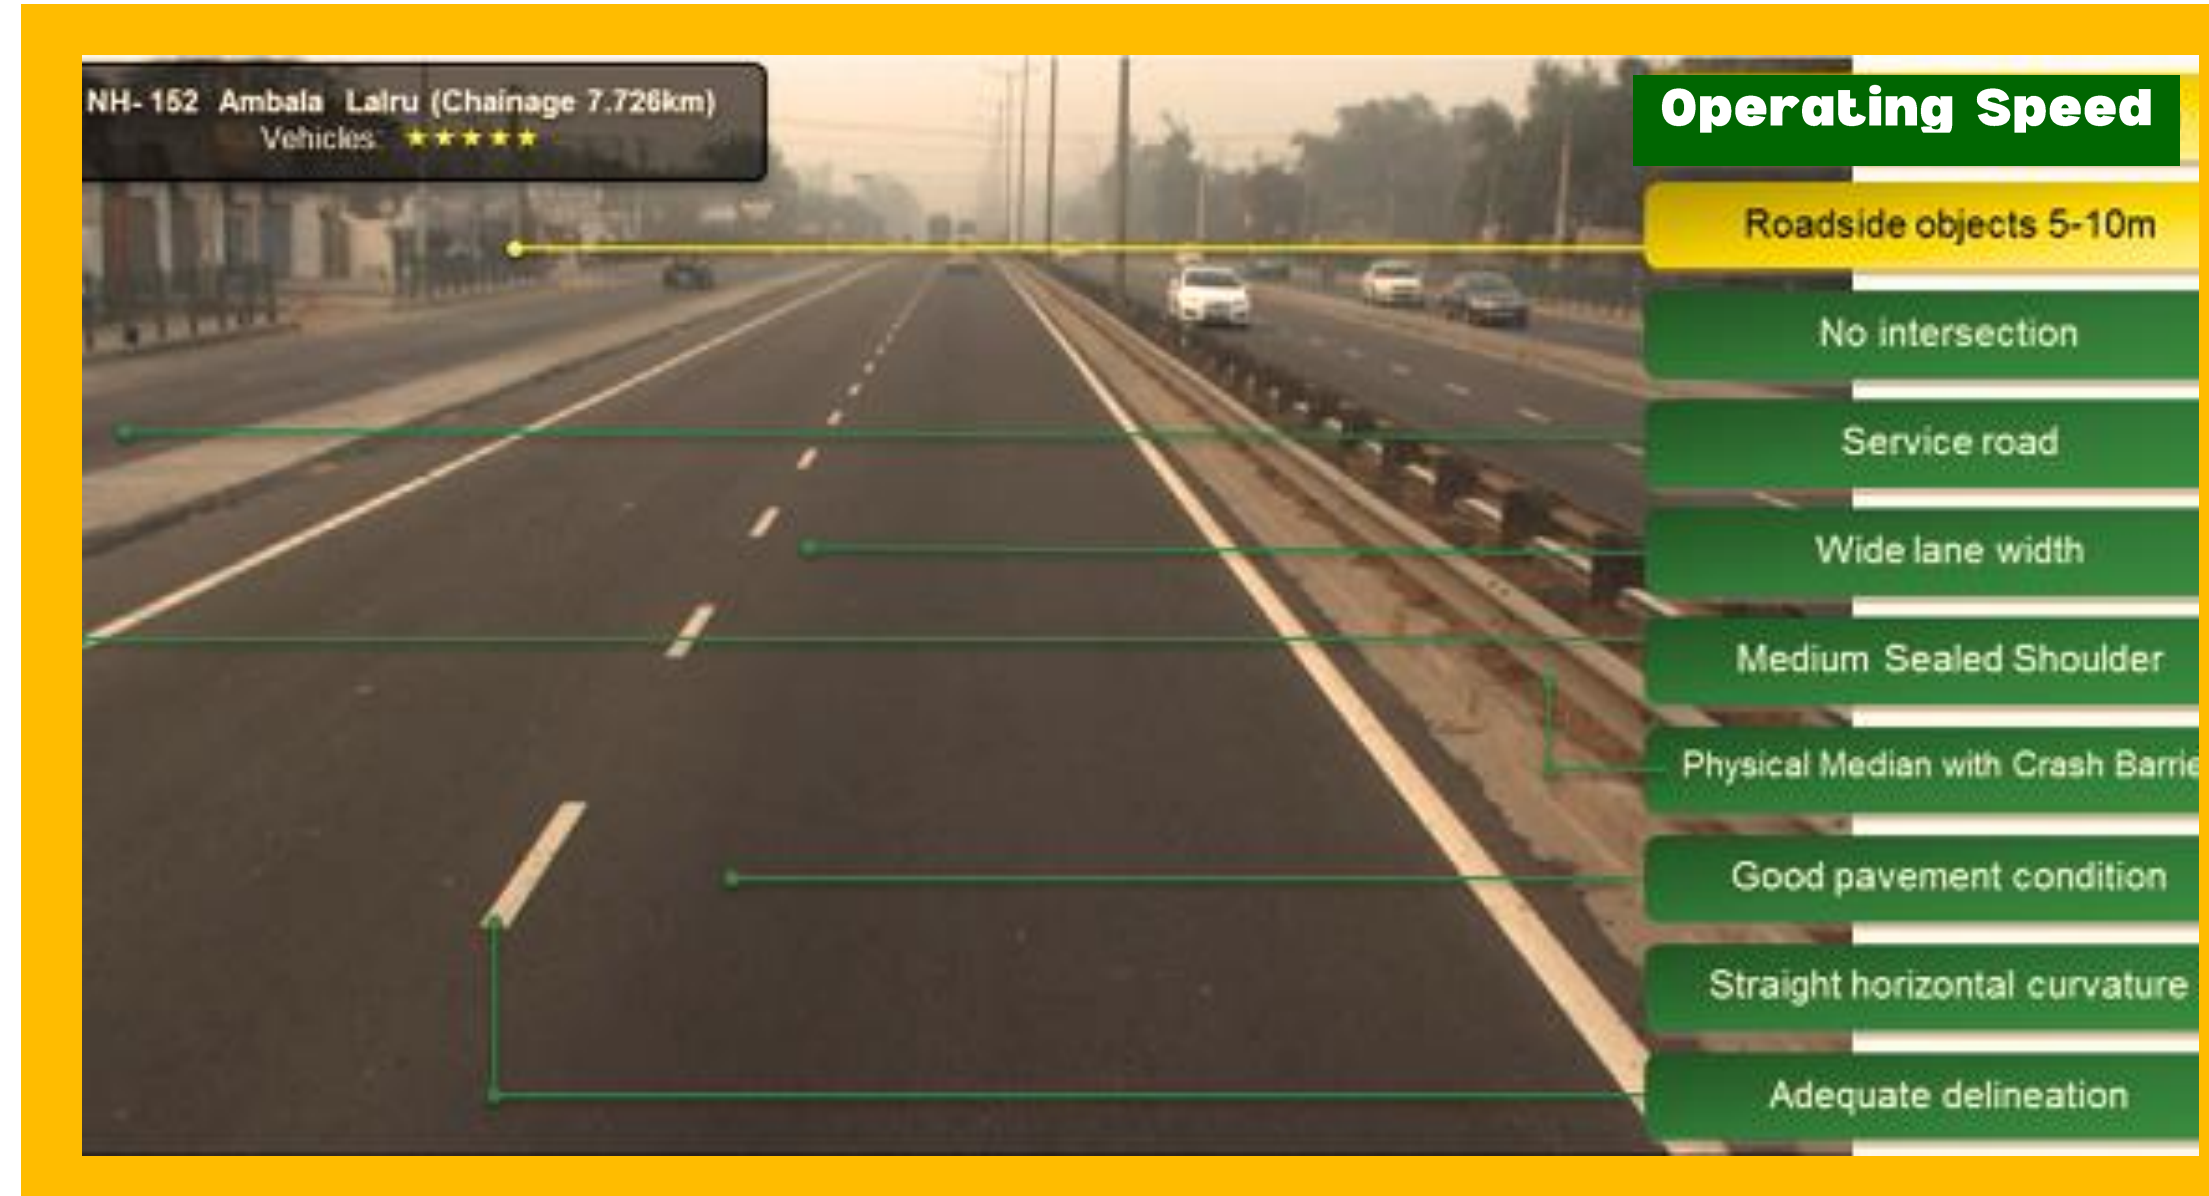 NH-152 Ambala Lalru (Chainage 7.726km)
Vehicles ★★★★★
Operating Speed
Roadside objects 5-10m
No intersection
Service road
Wide lane width
Medium Sealed Shoulder
Physical Median with Crash Barrie
Good pavement condition
Straight horizontal curvature
Adequate delineation